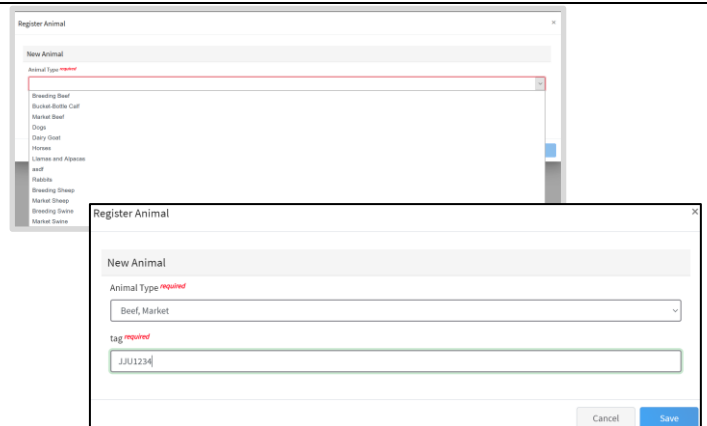 Register Animal ×
New Animal
Animal Type required
Breeding Beef
Bucket-Bottle Calf
Market Beef
Dogs
Dairy Goat
Horses
Llamas and Alpacas
asdf
Rabbits
Breeding Sheep
Market Sheep
Breeding Swine
Market Swine
Register Animal ×
New Animal
Animal Type required
Beef, Market
tag required
JJU1234
Cancel Save